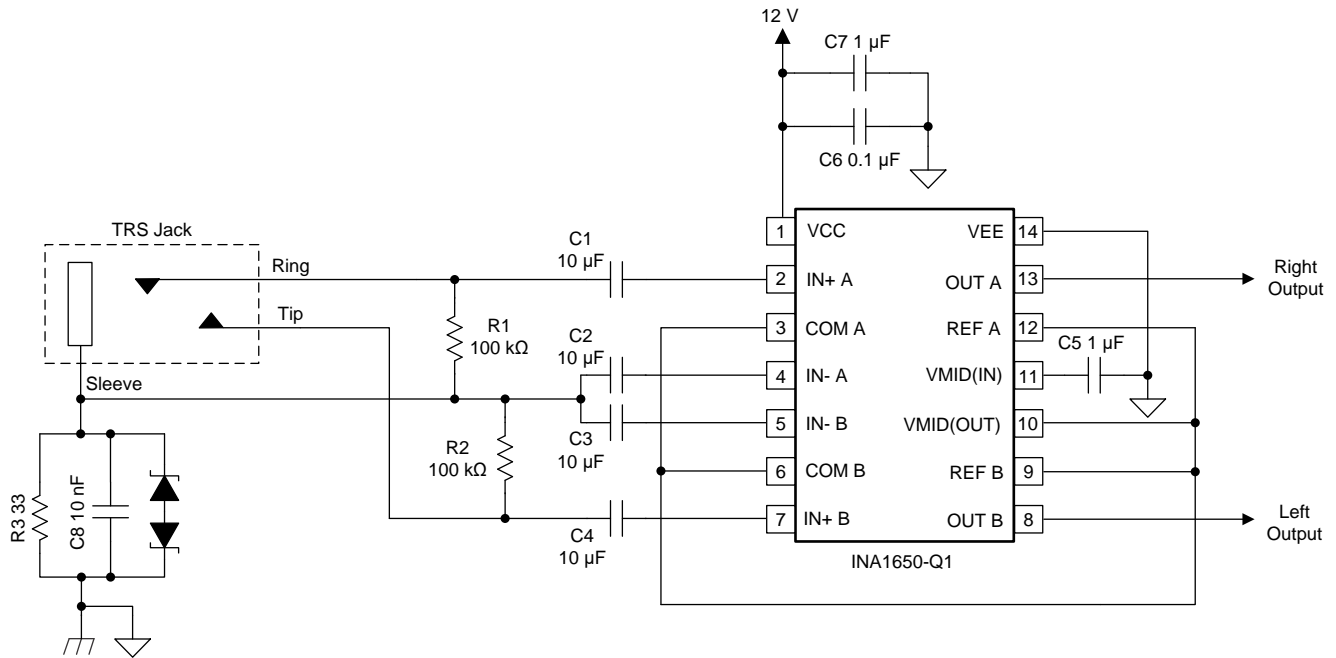 12 V
C7 1 µF
C6 0.1 µF
TRS Jack
Ring
Tip
Sleeve
C1
10 µF
R1
100 kΩ
C2
10 µF
R2
100 kΩ
C3
10 µF
C4
10 µF
R3 33
C8 10 nF
1
VCC
2
IN+ A
3
COM A
4
IN- A
5
IN- B
6
COM B
7
IN+ B
VEE
14
OUT A
13
REF A
12
VMID(IN)
11
VMID(OUT)
10
REF B
9
OUT B
8
C5 1 µF
Right
Output
Left
Output
INA1650-Q1